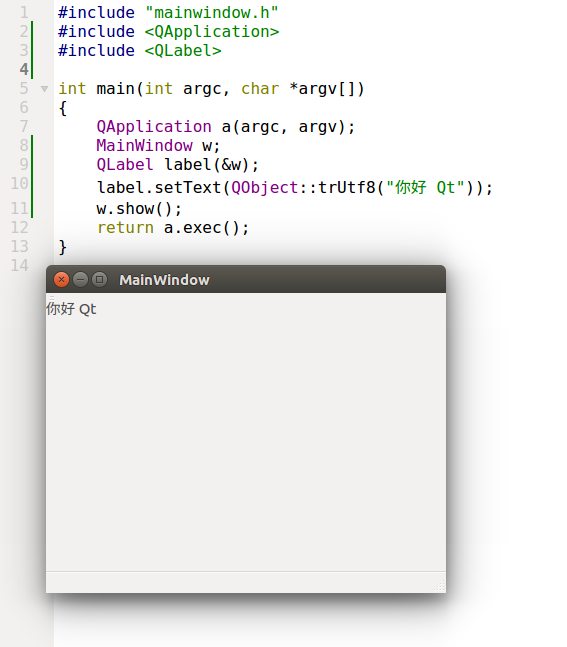 1 #include "mainwindow.h"
2 #include <QApplication>
3 #include <QLabel>
4
5 int main(int argc, char *argv[])
6 {
7     QApplication a(argc, argv);
8     MainWindow w;
9     QLabel label(&w);
10     label.setText(QObject::trUtf8("你好 Qt"));
11     w.show();
12     return a.exec();
13 }
14
MainWindow
你好 Qt